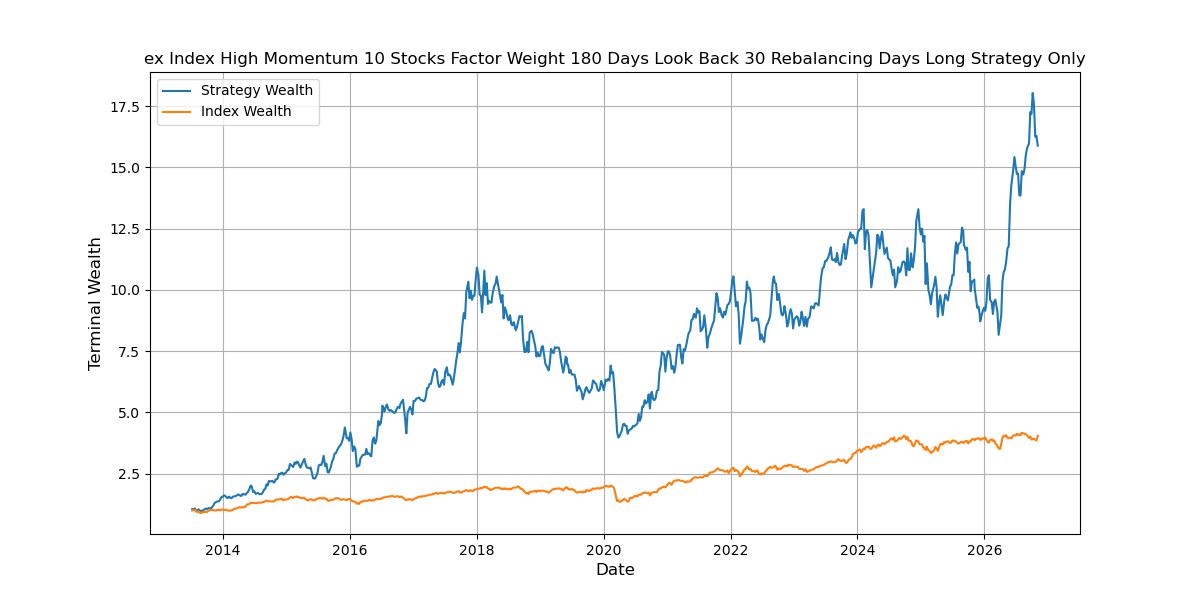 ex Index High Momentum 10 Stocks Factor Weight 180 Days Look Back 30 Rebalancing Days Long Strategy Only
Strategy Wealth
Index Wealth
Terminal Wealth
17.5
15.0
12.5
10.0
7.5
5.0
2.5
2014 2016 2018 2020 2022 2024 2026
Date